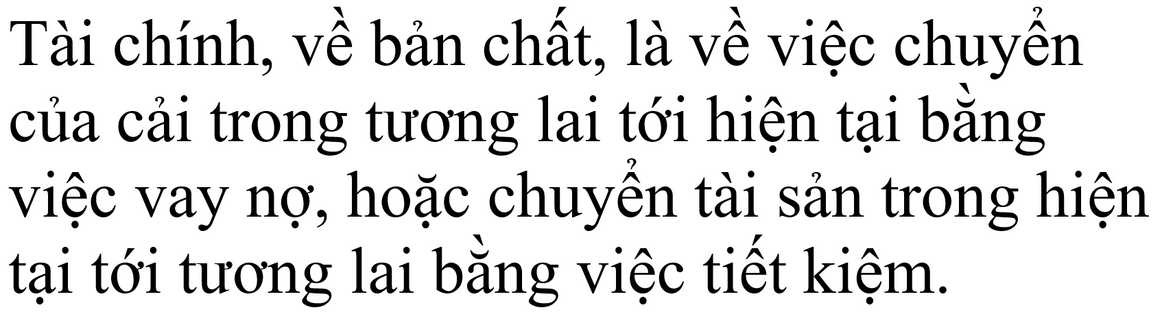 Tài chính, về bản chất, là về việc chuyển
của cải trong tương lai tới hiện tại bằng
việc vay nợ, hoặc chuyển tài sản trong hiện
tại tới tương lai bằng việc tiết kiệm.